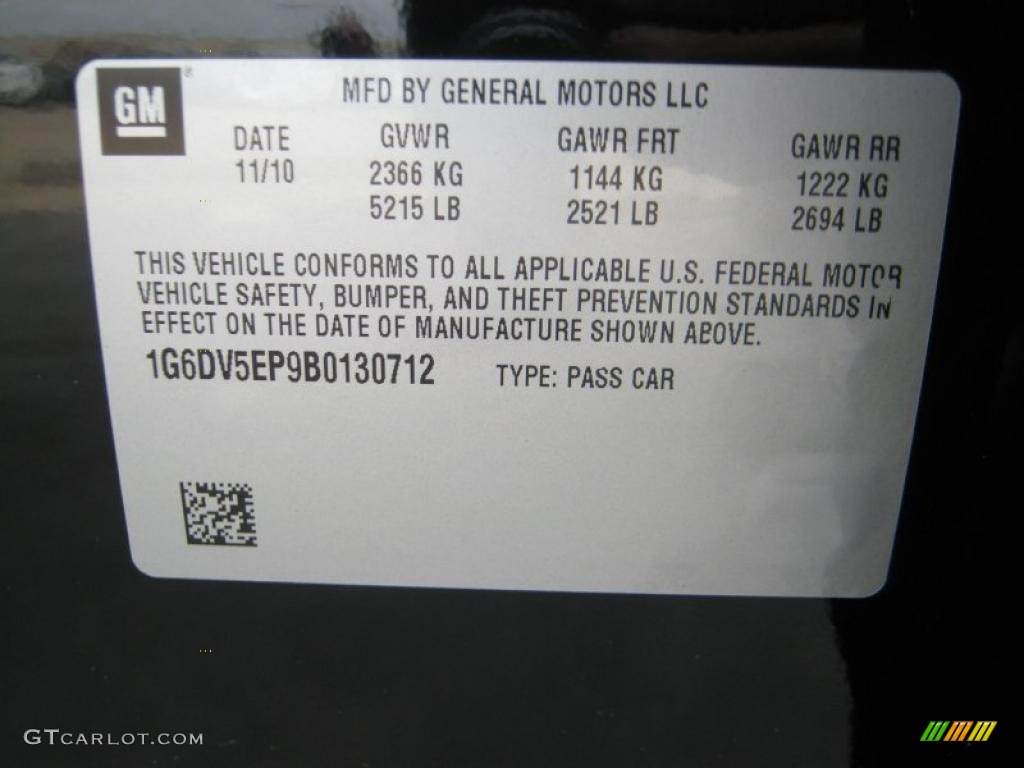 GM ®
MFD BY GENERAL MOTORS LLC
DATE GVWR GAWR FRT GAWR RR
11/10 2366 KG 1144 KG 1222 KG
5215 LB 2521 LB 2694 LB
THIS VEHICLE CONFORMS TO ALL APPLICABLE U.S. FEDERAL MOTOR
VEHICLE SAFETY, BUMPER, AND THEFT PREVENTION STANDARDS IN
EFFECT ON THE DATE OF MANUFACTURE SHOWN ABOVE.
1G6DV5EP9B0130712 TYPE: PASS CAR
GTCARLOT.COM